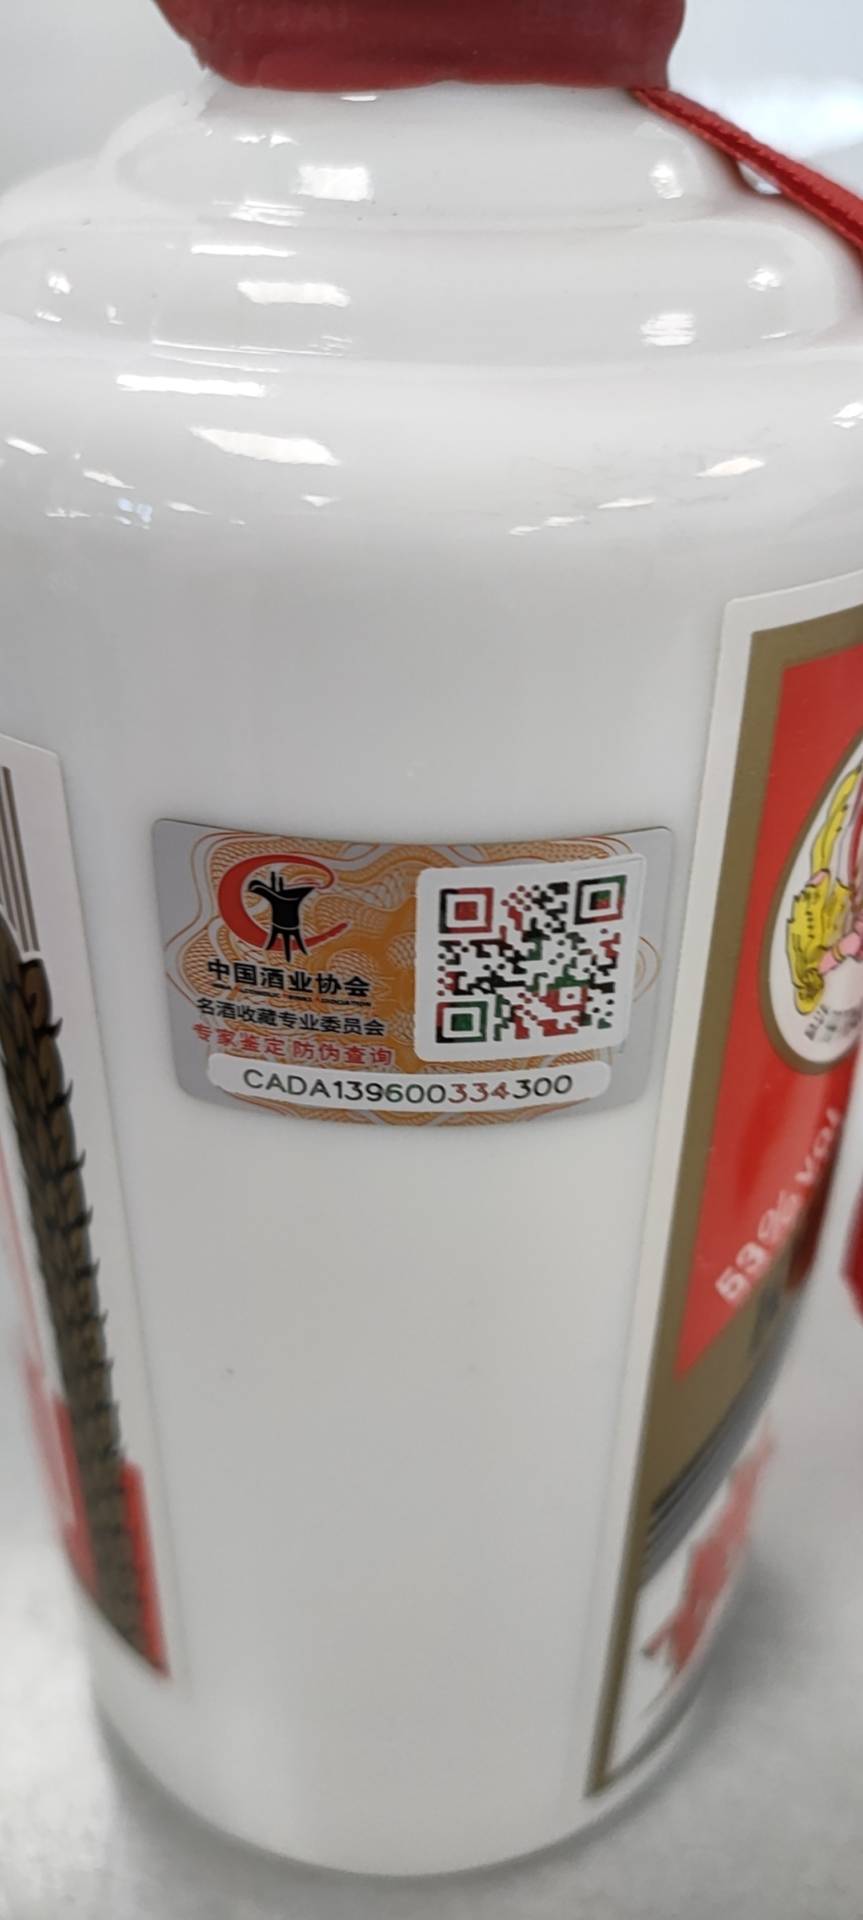 中国酒业协会
名酒收藏专业委员会
专家鉴定 防伪查询
CADA139600334300
53% vol